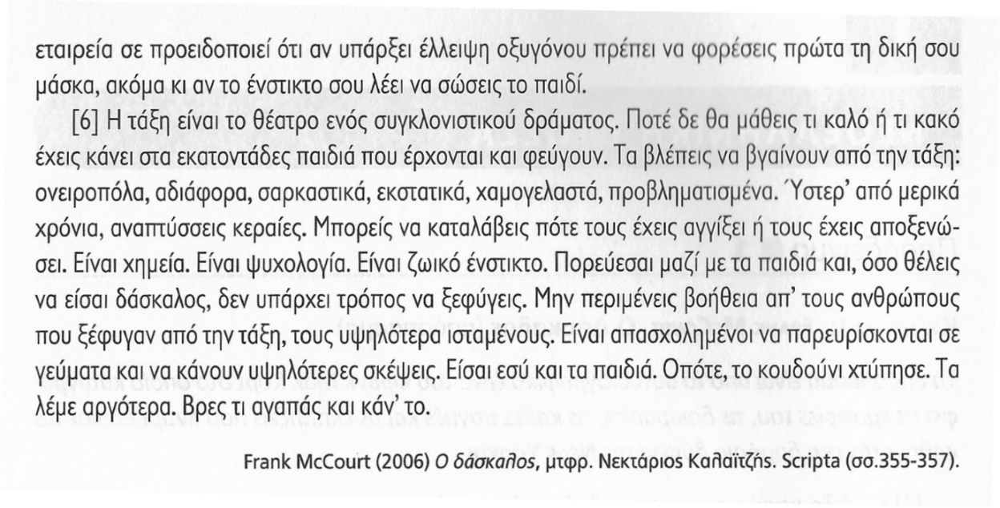 εταιρεία σε προειδοποιεί ότι αν υπάρξει έλλειψη οξυγόνου πρέπει να φορέσεις πρώτα τη δική σου
μάσκα, ακόμα κι αν το ένστικτο σου λέει να σώσεις το παιδί.
[6] Η τάξη είναι το θέατρο ενός συγκλονιστικού δράματος. Ποτέ δε θα μάθεις τι καλό ή τι κακό
έχεις κάνει στα εκατοντάδες παιδιά που έρχονται και φεύγουν. Τα βλέπεις να βγαίνουν από την τάξη:
ονειροπόλα, αδιάφορα, σαρκαστικά, εκστατικά, χαμογελαστά, προβληματισμένα. Ύστερ’ από μερικά
χρόνια, αναπτύσσεις κεραίες. Μπορείς να καταλάβεις πότε τους έχεις αγγίξει ή τους έχεις αποξενώ-
σει. Είναι χημεία. Είναι ψυχολογία. Είναι ζωικό ένστικτο. Πορεύεσαι μαζί με τα παιδιά και, όσο θέλεις
να είσαι δάσκαλος, δεν υπάρχει τρόπος να ξεφύγεις. Μην περιμένεις βοήθεια απ’ τους ανθρώπους
που ξέφυγαν από την τάξη, τους υψηλότερα ισταμένους. Είναι απασχολημένοι να παρευρίσκονται σε
γεύματα και να κάνουν υψηλότερες σκέψεις. Είσαι εσύ και τα παιδιά. Οπότε, το κουδούνι χτύπησε. Τα
λέμε αργότερα. Βρες τι αγαπάς και κάν’ το.
Frank McCourt (2006) Ο δάσκαλος, μτφρ. Νεκτάριος Καλαϊτζής. Scripta (σσ.355-357).